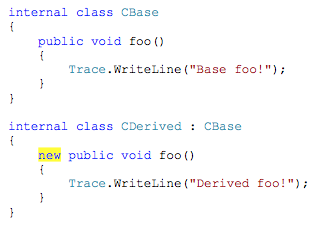 internal class CBase
{
    public void foo()
    {
        Trace.WriteLine("Base foo!");
    }
}
internal class CDerived : CBase
{
    new public void foo()
    {
        Trace.WriteLine("Derived foo!");
    }
}